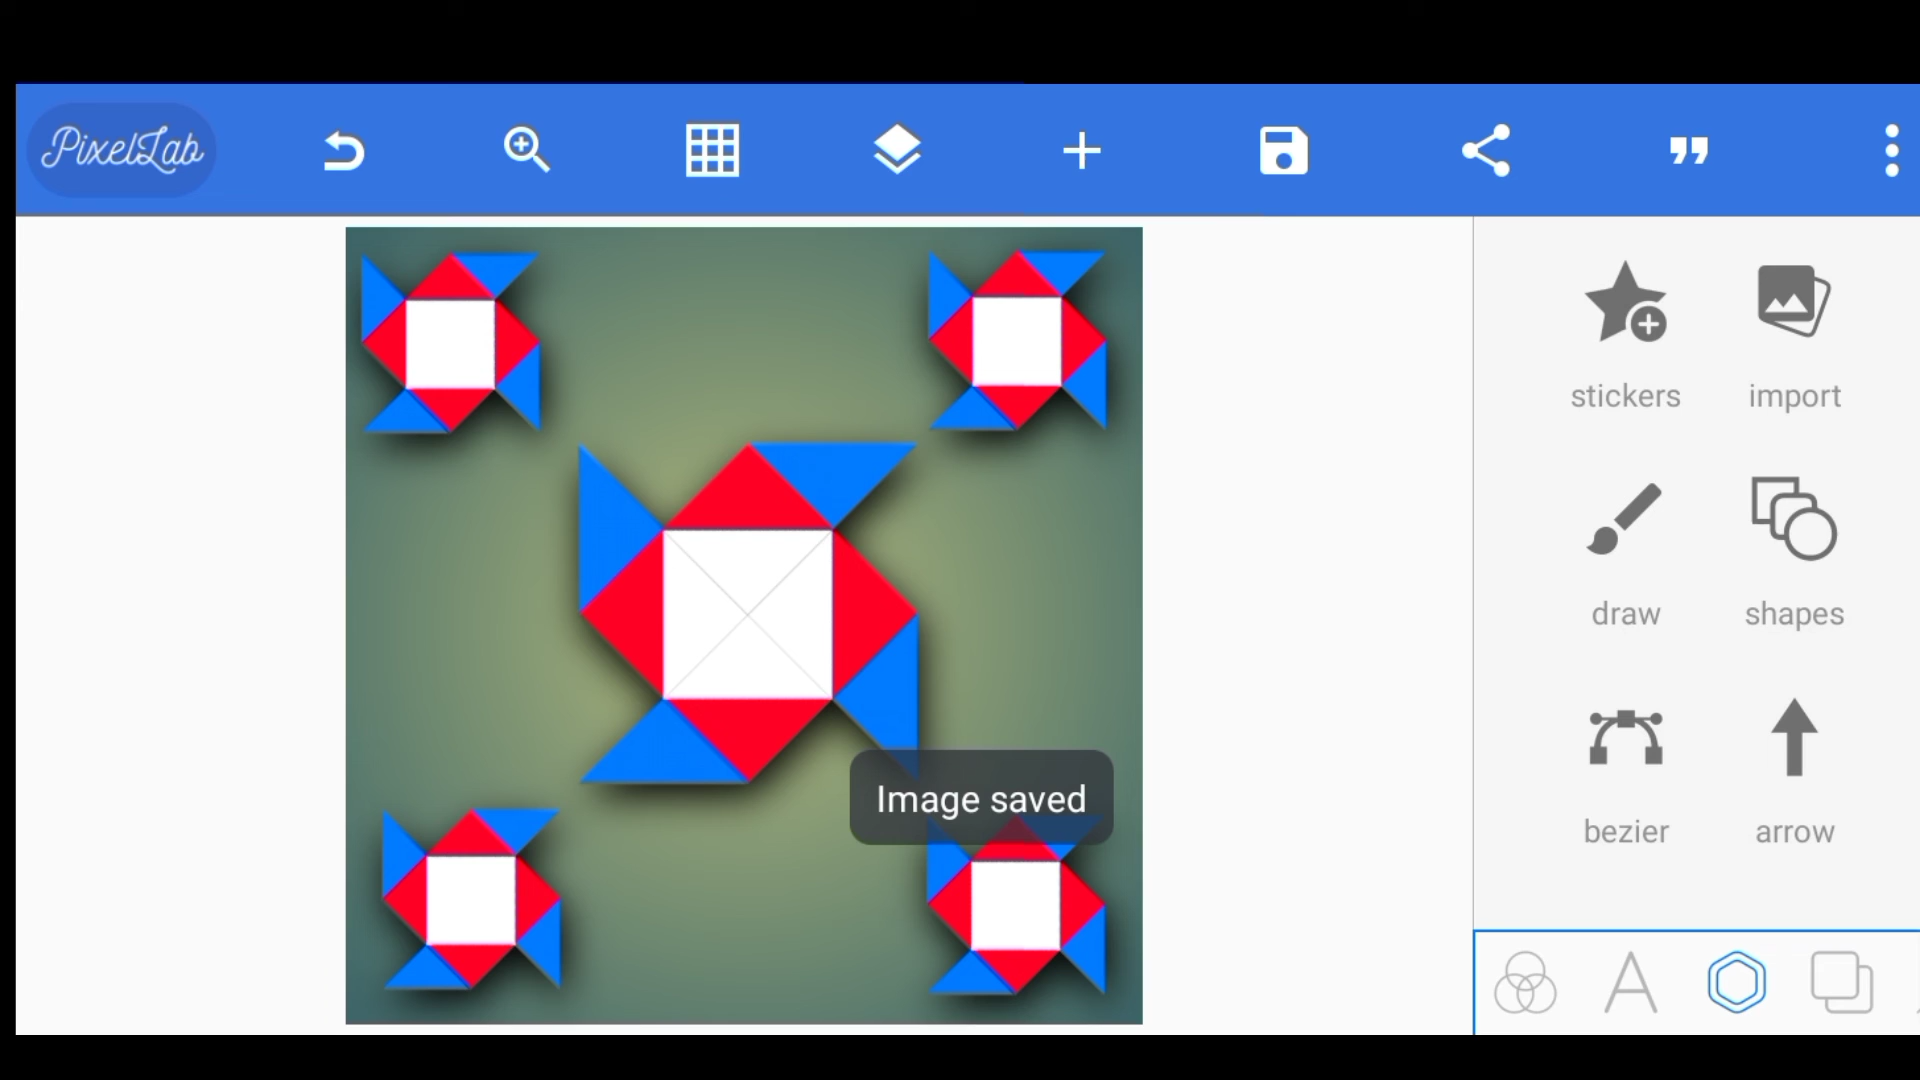 PixelLab
stickers
import
draw
shapes
Image saved
bezier
arrow